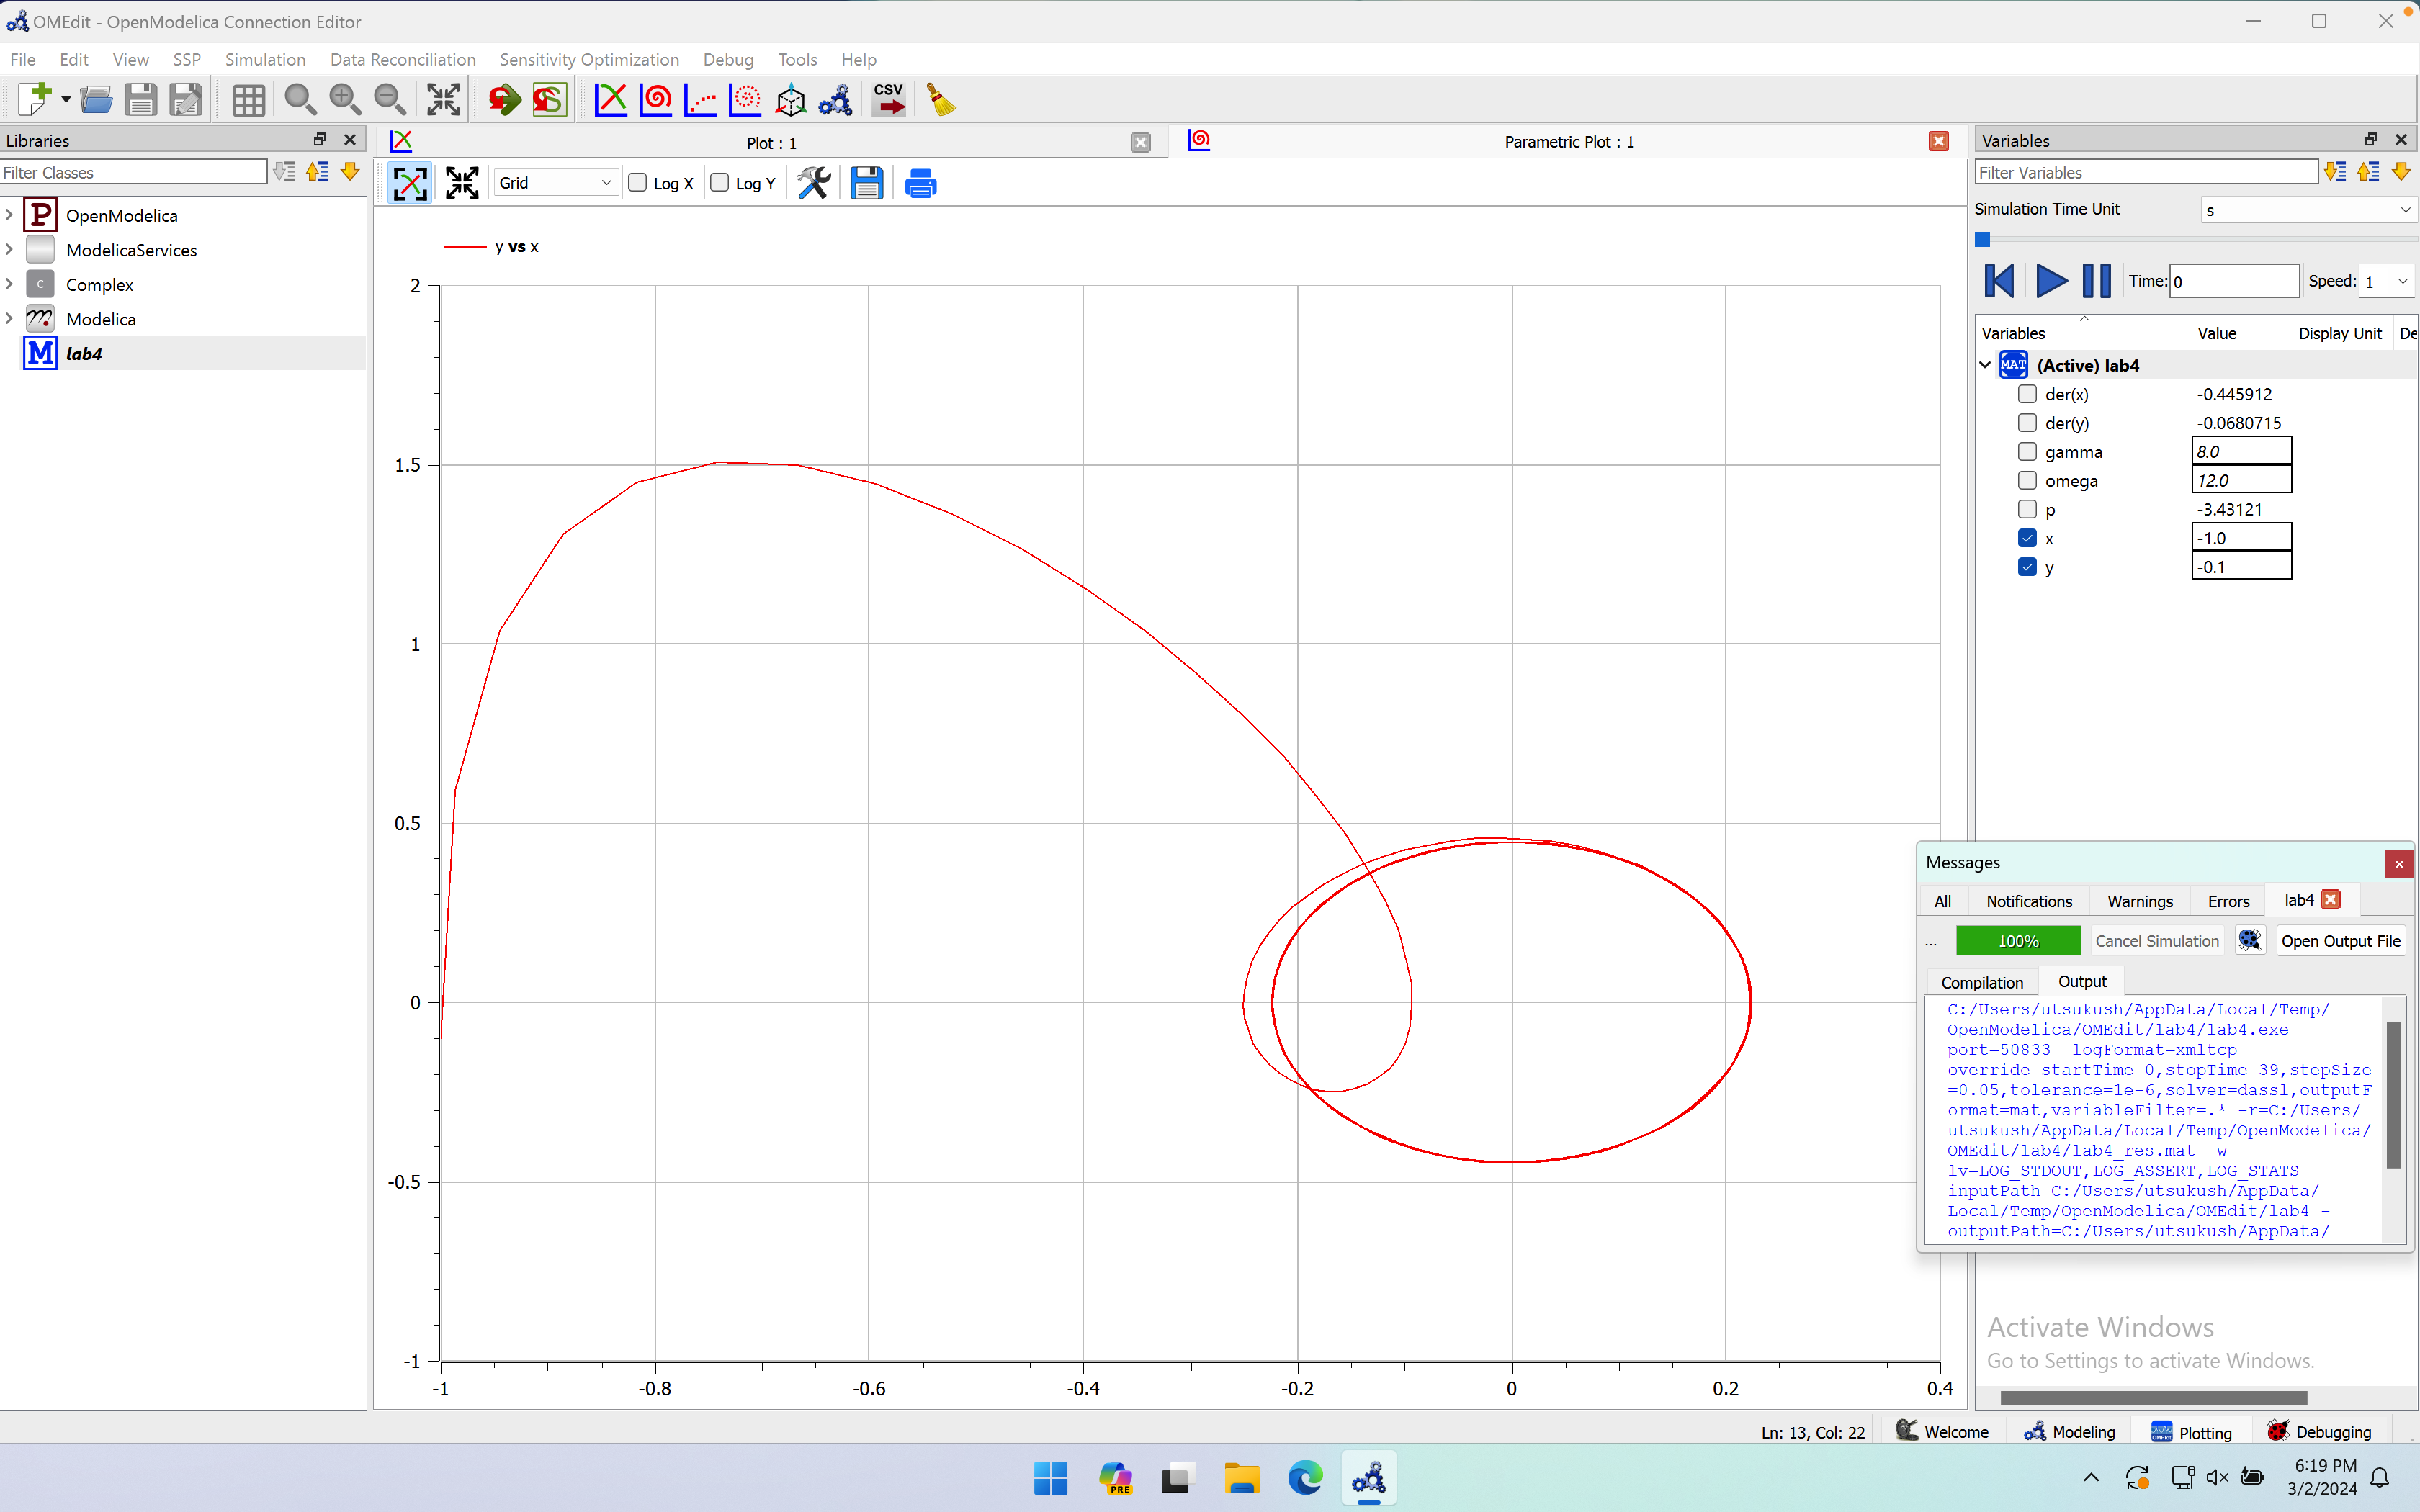 OMEdit - OpenModelica Connection Editor
File Edit View SSP Simulation Data Reconciliation Sensitivity Optimization Debug Tools Help
CSV
Libraries
Filter Classes
P OpenModelica
ModelicaServices
C Complex
Modelica
M lab4
Plot : 1
Parametric Plot : 1
Grid
Log X
Log Y
y vs x
2
1.5
1
0.5
0
-0.5
-1
-1 -0.8 -0.6 -0.4 -0.2 0 0.2 0.4
Variables
Filter Variables
Simulation Time Unit s
Time: 0 Speed: 1
Variables Value Display Unit De
MAT (Active) lab4
der(x) -0.445912
der(y) -0.0680715
gamma 8.0
omega 12.0
p -3.43121
x -1.0
y -0.1
Messages
All Notifications Warnings Errors lab4
... 100% Cancel Simulation Open Output File
Compilation Output
C:/Users/utsukush/AppData/Local/Temp/
OpenModelica/OMEdit/lab4/lab4.exe -
port=50833 -logFormat=xmltcp -
override=startTime=0,stopTime=39,stepSize
=0.05,tolerance=1e-6,solver=dassl,outputF
ormat=mat,variableFilter=.* -r=C:/Users/
utsukush/AppData/Local/Temp/OpenModelica/
OMEdit/lab4/lab4_res.mat -w -
lv=LOG_STDOUT,LOG_ASSERT,LOG_STATS -
inputPath=C:/Users/utsukush/AppData/
Local/Temp/OpenModelica/OMEdit/lab4 -
outputPath=C:/Users/utsukush/AppData/
Activate Windows
Go to Settings to activate Windows.
Ln: 13, Col: 22 Welcome Modeling Plotting Debugging
PRE
6:19 PM
3/2/2024